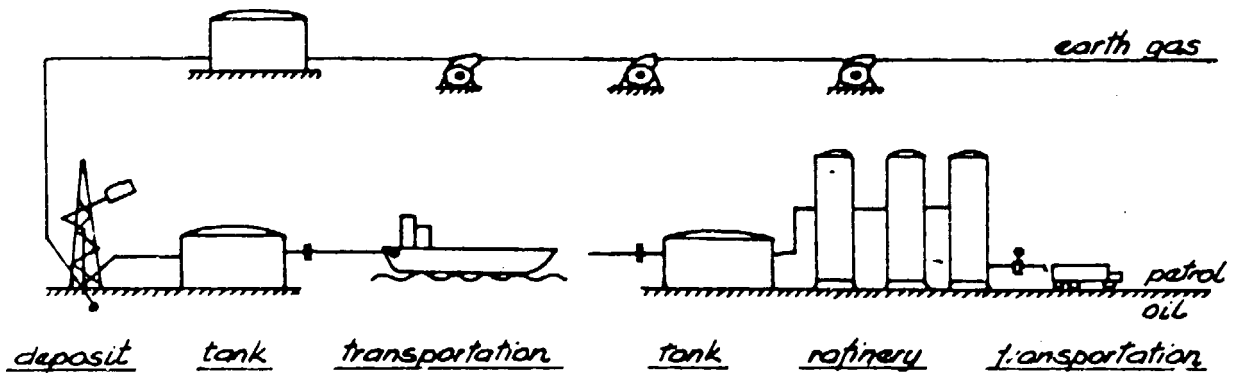 earth gas
petrol
oil
deposit tank transportation tank rafinery transportation